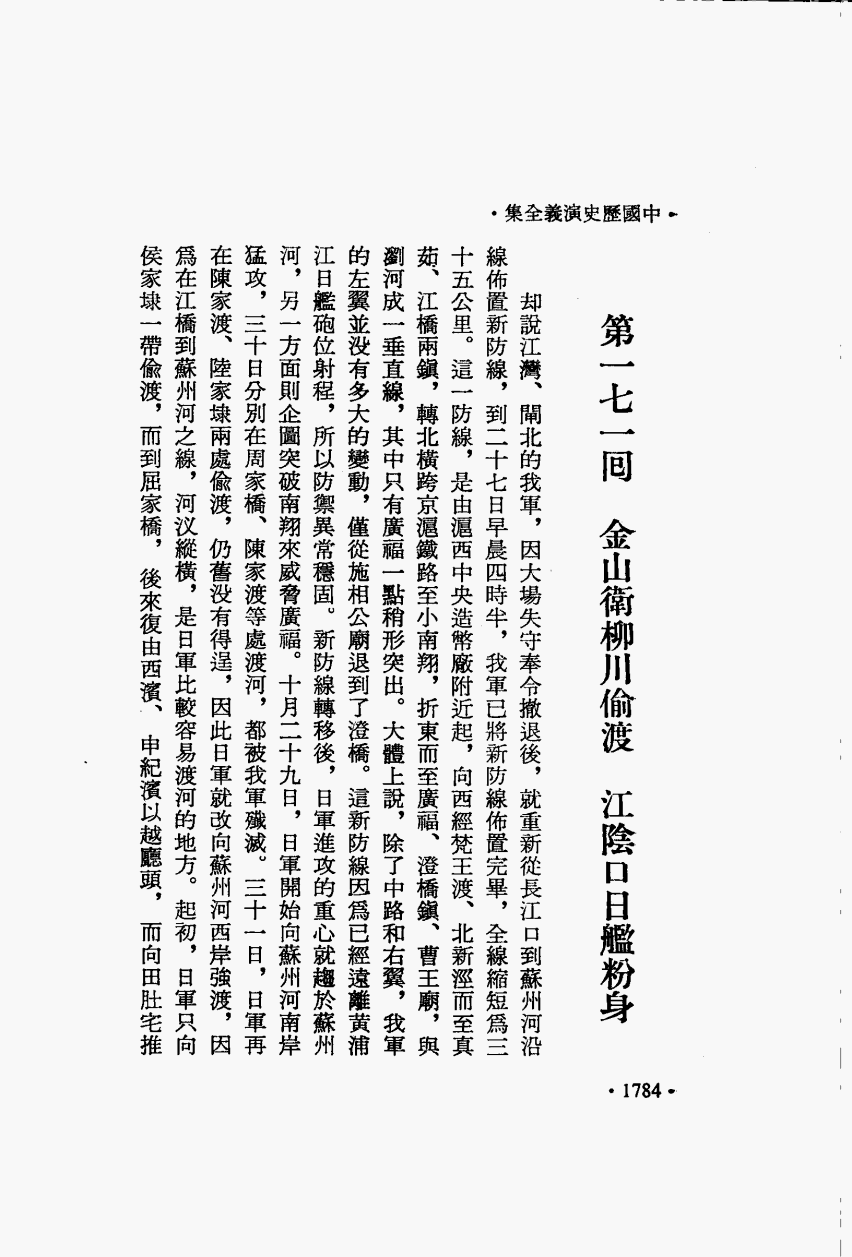 ·中國歷史演義全集·
第一七一回　金山衛柳川偷渡　江陰口日艦粉身
却說江灣、閘北的我軍，因大場失守奉令撤退後，就重新從長江口到蘇州河沿
線佈置新防線，到二十七日早晨四時半，我軍已將新防線佈置完畢，全線縮短爲三
十五公里。這一防線，是由滬西中央造幣廠附近起，向西經梵王渡、北新涇而至真
茹、江橋兩鎮，轉北橫跨京滬鐵路至小南翔，折東而至廣福、澄橋鎮、曹王廟，與
瀏河成一垂直線，其中只有廣福一點稍形突出。大體上說，除了中路和右翼，我軍
的左翼並没有多大的變動，僅從施相公廟退到了澄橋。這新防線因爲已經遠離黃浦
江日艦砲位射程，所以防禦異常穩固。新防線轉移後，日軍進攻的重心就趨於蘇州
河，另一方面則企圖突破南翔來威脅廣福。十月二十九日，日軍開始向蘇州河南岸
猛攻，三十日分別在周家橋、陳家渡等處渡河，都被我軍殲滅。三十一日，日軍再
在陳家渡、陸家埭兩處偷渡，仍舊没有得逞，因此日軍就改向蘇州河西岸強渡，因
爲在江橋到蘇州河之線，河汊縱橫，是日軍比較容易渡河的地方。起初，日軍只向
侯家埭一帶偷渡，而到屈家橋，後來復由西濱、申紀濱以越廳頭，而向田肚宅推
·1784·